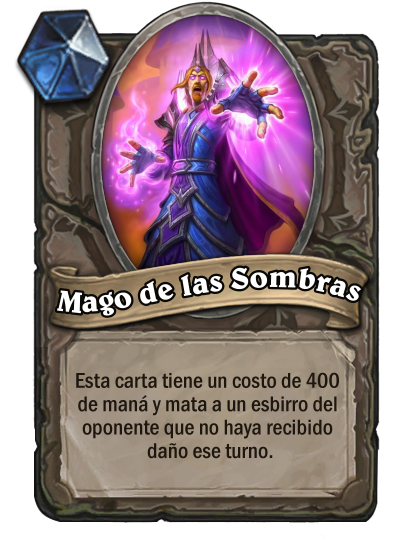 Mago de las Sombras
Esta carta tiene un costo de 400
de maná y mata a un esbirro del
oponente que no haya recibido
daño ese turno.